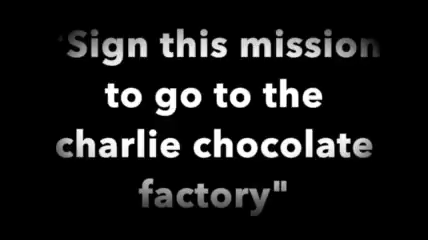 "Sign this mission
to go to the
charlie chocolate
factory"